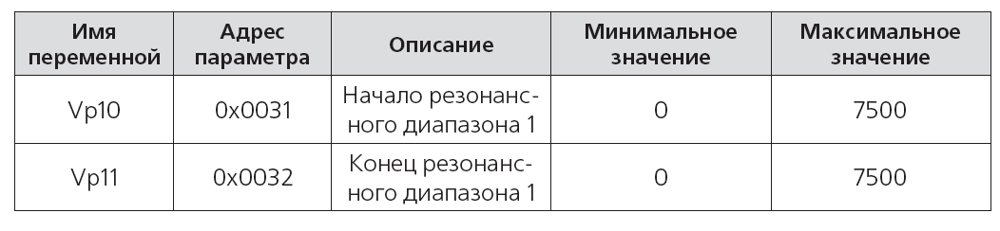 Имя переменной
Адрес параметра
Описание
Минимальное значение
Максимальное значение
Vp10
0x0031
Начало резонанс-
ного диапазона 1
0
7500
Vp11
0x0032
Конец резонанс-
ного диапазона 1
0
7500